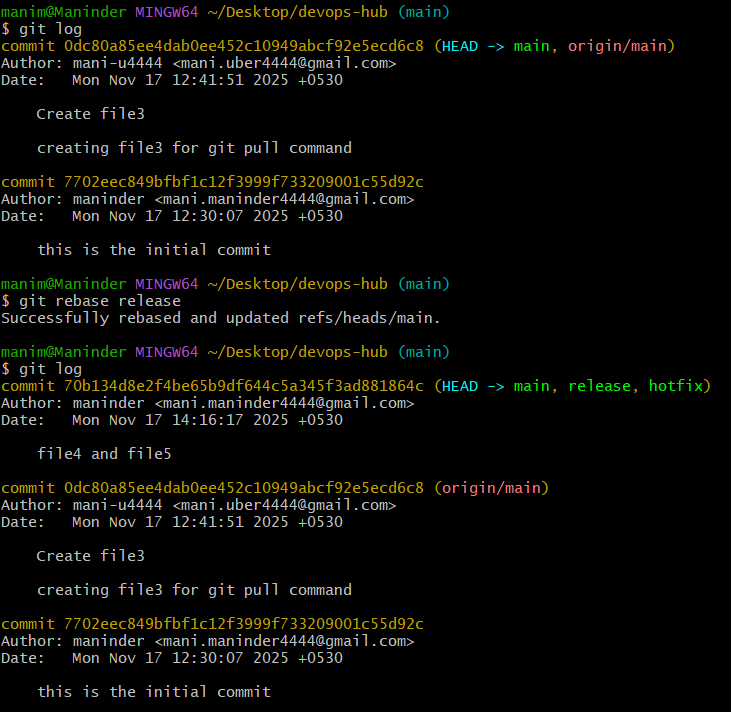 manim@Maninder MINGW64 ~/Desktop/devops-hub (main)
$ git log
commit 0dc80a85ee4dab0ee452c10949abcf92e5ecd6c8 (HEAD -> main, origin/main)
Author: mani-u4444 <mani.uber4444@gmail.com>
Date:   Mon Nov 17 12:41:51 2025 +0530

    Create file3

    creating file3 for git pull command

commit 7702eec849bfbf1c12f3999f733209001c55d92c
Author: maninder <mani.maninder4444@gmail.com>
Date:   Mon Nov 17 12:30:07 2025 +0530

    this is the initial commit

manim@Maninder MINGW64 ~/Desktop/devops-hub (main)
$ git rebase release
Successfully rebased and updated refs/heads/main.

manim@Maninder MINGW64 ~/Desktop/devops-hub (main)
$ git log
commit 70b134d8e2f4be65b9df644c5a345f3ad881864c (HEAD -> main, release, hotfix)
Author: maninder <mani.maninder4444@gmail.com>
Date:   Mon Nov 17 14:16:17 2025 +0530

    file4 and file5

commit 0dc80a85ee4dab0ee452c10949abcf92e5ecd6c8 (origin/main)
Author: mani-u4444 <mani.uber4444@gmail.com>
Date:   Mon Nov 17 12:41:51 2025 +0530

    Create file3

    creating file3 for git pull command

commit 7702eec849bfbf1c12f3999f733209001c55d92c
Author: maninder <mani.maninder4444@gmail.com>
Date:   Mon Nov 17 12:30:07 2025 +0530

    this is the initial commit